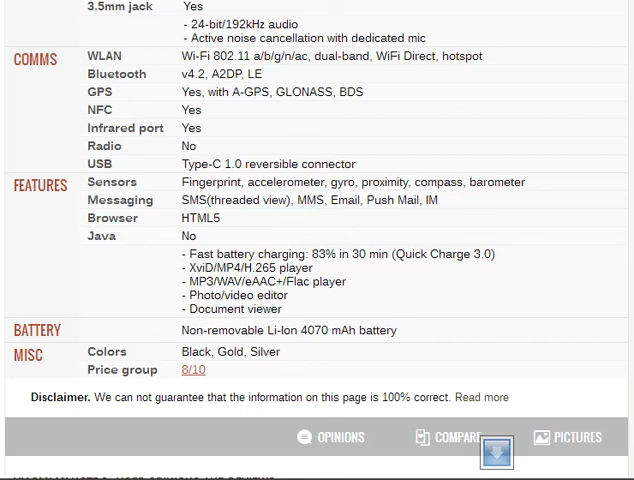 3.5mm jack Yes
- 24-bit/192kHz audio
- Active noise cancellation with dedicated mic
COMMS WLAN Wi-Fi 802.11 a/b/g/n/ac, dual-band, WiFi Direct, hotspot
Bluetooth v4.2, A2DP, LE
GPS Yes, with A-GPS, GLONASS, BDS
NFC Yes
Infrared port Yes
Radio No
USB Type-C 1.0 reversible connector
FEATURES Sensors Fingerprint, accelerometer, gyro, proximity, compass, barometer
Messaging SMS(threaded view), MMS, Email, Push Mail, IM
Browser HTML5
Java No
- Fast battery charging: 83% in 30 min (Quick Charge 3.0)
- XviD/MP4/H.265 player
- MP3/WAV/eAAC+/Flac player
- Photo/video editor
- Document viewer
BATTERY Non-removable Li-Ion 4070 mAh battery
MISC Colors Black, Gold, Silver
Price group 8/10
Disclaimer. We can not guarantee that the information on this page is 100% correct. Read more
OPINIONS COMPARE PICTURES